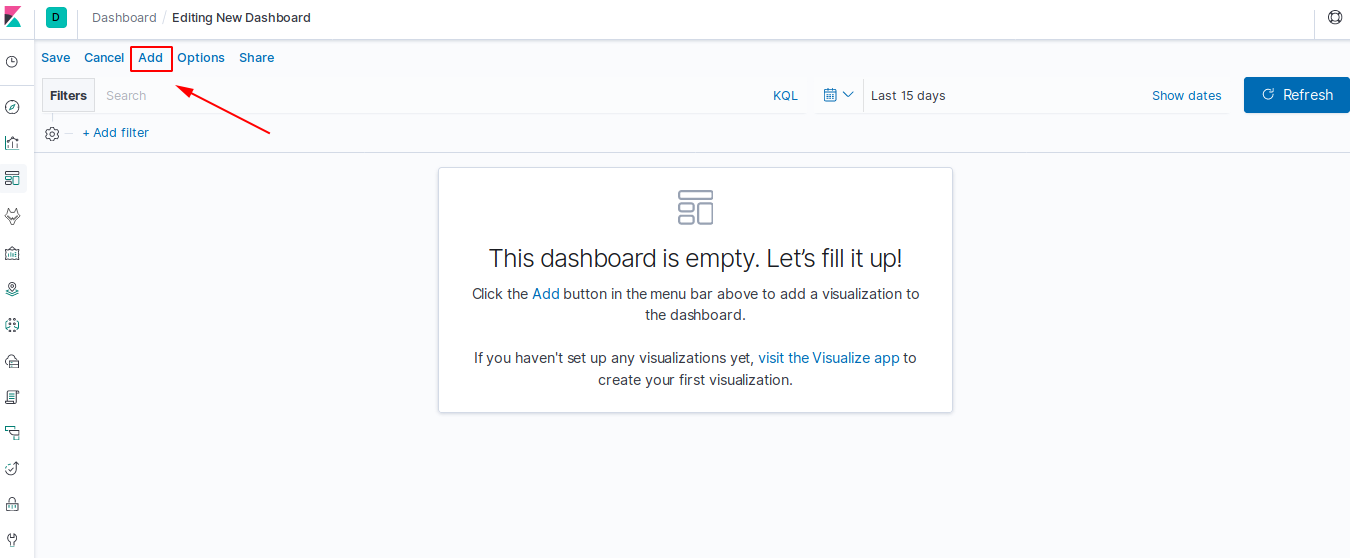 D Dashboard / Editing New Dashboard
Save Cancel Add Options Share
Filters Search KQL Last 15 days Show dates Refresh
+ Add filter
This dashboard is empty. Let’s fill it up!
Click the Add button in the menu bar above to add a visualization to
the dashboard.
If you haven't set up any visualizations yet, visit the Visualize app to
create your first visualization.